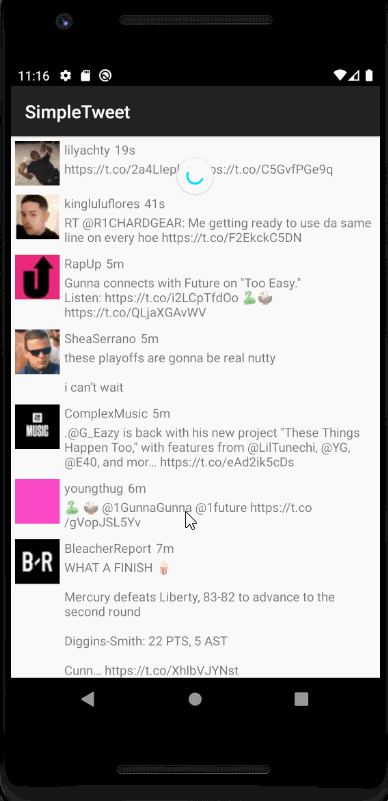 11:16
SimpleTweet
lilyachty 19s
https://t.co/2a4LIep https://t.co/C5GvfPGe9q
kingluluflores 41s
RT @R1CHARDGEAR: Me getting ready to use da same
line on every hoe https://t.co/F2EkckC5DN
RapUp 5m
Gunna connects with Future on "Too Easy."
Listen: https://t.co/i2LCpTfdOo 🐍🥥
https://t.co/QLjaXGAvWV
SheaSerrano 5m
these playoffs are gonna be real nutty
i can't wait
ComplexMusic 5m
.@G_Eazy is back with his new project "These Things
Happen Too," with features from @LilTunechi, @YG,
@E40, and mor… https://t.co/eAd2ik5cDs
COMPLEX MUSIC
youngthug 6m
🐍 🥥 @1GunnaGunna @1future https://t.co
/gVopJSL5Yv
B/R
BleacherReport 7m
WHAT A FINISH 🍿
Mercury defeats Liberty, 83-82 to advance to the
second round
Diggins-Smith: 22 PTS, 5 AST
Cunn… https://t.co/XhlbVJYNst